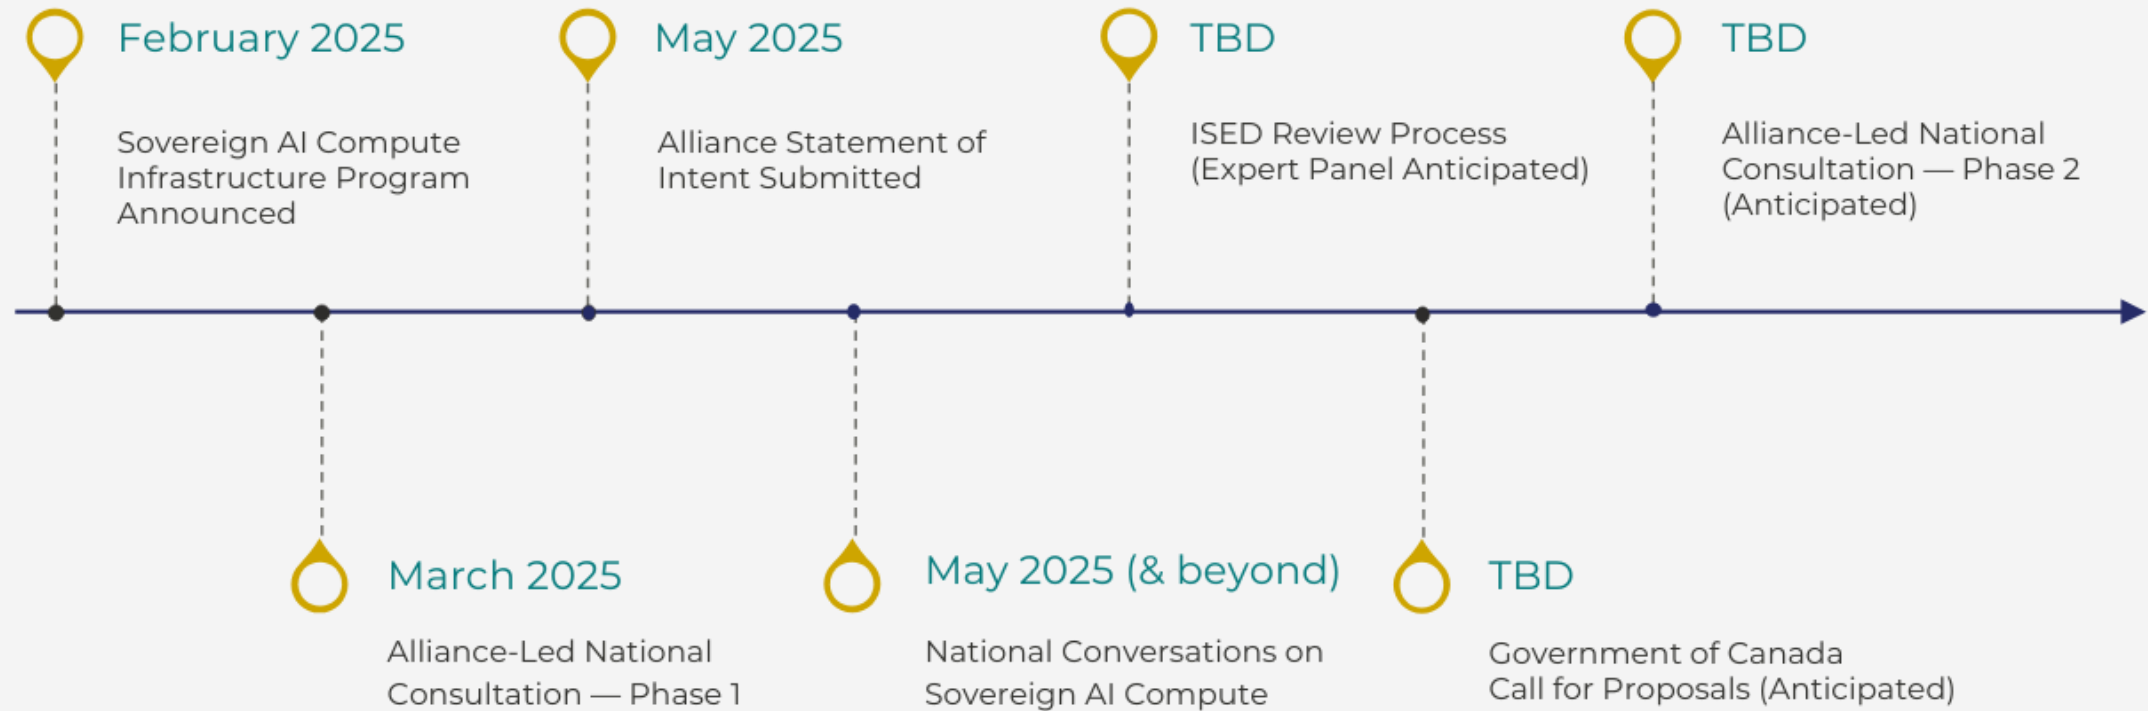 February 2025
Sovereign AI Compute
Infrastructure Program
Announced
May 2025
Alliance Statement of
Intent Submitted
TBD
ISED Review Process
(Expert Panel Anticipated)
TBD
Alliance-Led National
Consultation — Phase 2
(Anticipated)
March 2025
Alliance-Led National
Consultation — Phase 1
May 2025 (& beyond)
National Conversations on
Sovereign AI Compute
TBD
Government of Canada
Call for Proposals (Anticipated)